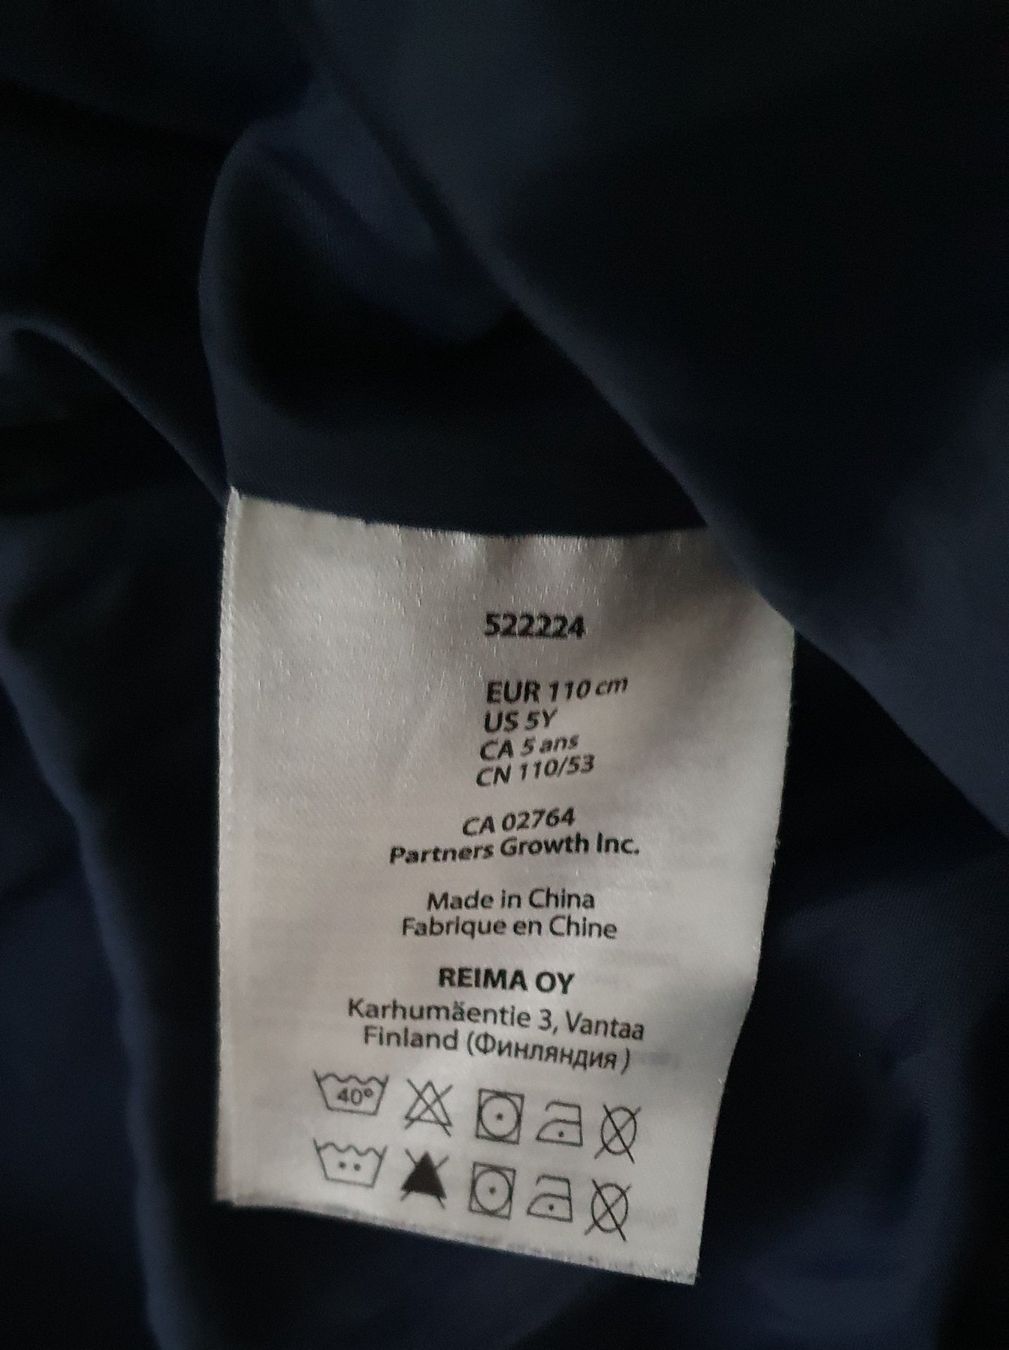 522224
EUR 110 cm
US 5Y
CA 5 ans
CN 110/53
CA 02764
Partners Growth Inc.
Made in China
Fabrique en Chine
REIMA OY
Karhumäentie 3, Vantaa
Finland (Финляндия)
40°